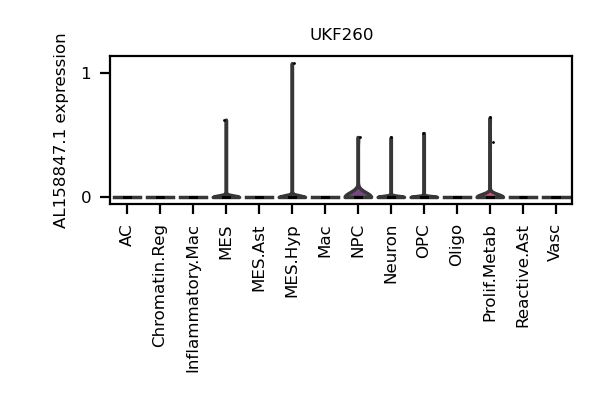 UKF260
AL158847.1 expression
1
0
AC
Chromatin.Reg
Inflammatory.Mac
MES
MES.Ast
MES.Hyp
Mac
NPC
Neuron
OPC
Oligo
Prolif.Metab
Reactive.Ast
Vasc